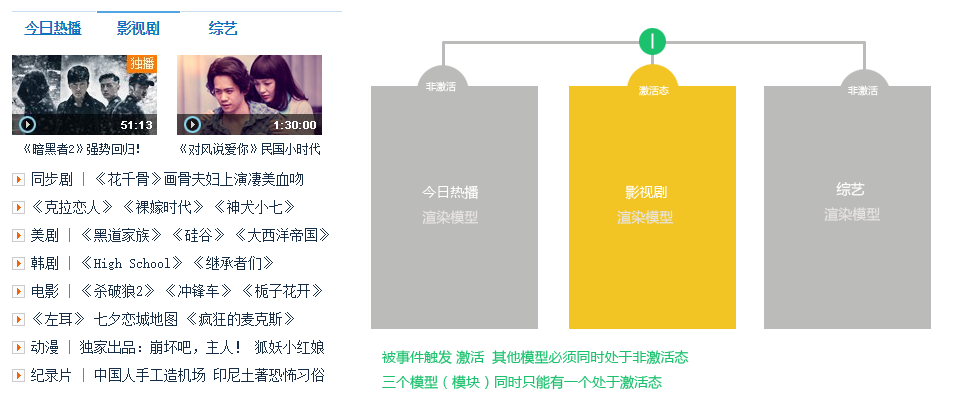 今日热播 影视剧 综艺
独播
51:13 1:30:00
《暗黑者2》强势回归! 《对风说爱你》民国小时代
同步剧 | 《花千骨》画骨夫妇上演凄美血吻
《克拉恋人》 《裸嫁时代》 《神犬小七》
美剧 | 《黑道家族》 《硅谷》 《大西洋帝国》
韩剧 | 《High School》 《继承者们》
电影 | 《杀破狼2》 《冲锋车》 《栀子花开》
《左耳》 七夕恋城地图 《疯狂的麦克斯》
动漫 | 独家出品：崩坏吧，主人！ 狐妖小红娘
纪录片 | 中国人手工造机场 印尼土著恐怖习俗
非激活 激活态 非激活
今日热播 影视剧 综艺
渲染模型 渲染模型 渲染模型
被事件触发 激活 其他模型必须同时处于非激活态
三个模型（模块）同时只能有一个处于激活态